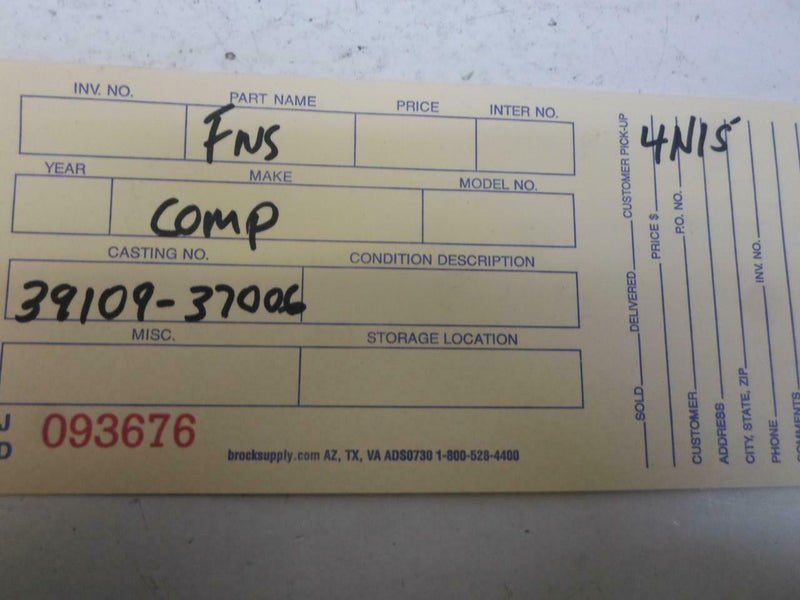 INV. NO. PART NAME PRICE INTER NO.
FNS
YEAR MAKE MODEL NO.
COMP
CASTING NO. CONDITION DESCRIPTION
39109-37006
MISC. STORAGE LOCATION
J
D
093676
brocksupply.com AZ, TX, VA ADS0730 1-800-528-4400
4N15
SOLD DELIVERED CUSTOMER PICK-UP
PRICE $
CUSTOMER P.O. NO.
ADDRESS
CITY, STATE, ZIP
PHONE INV. NO.
COMMENTS